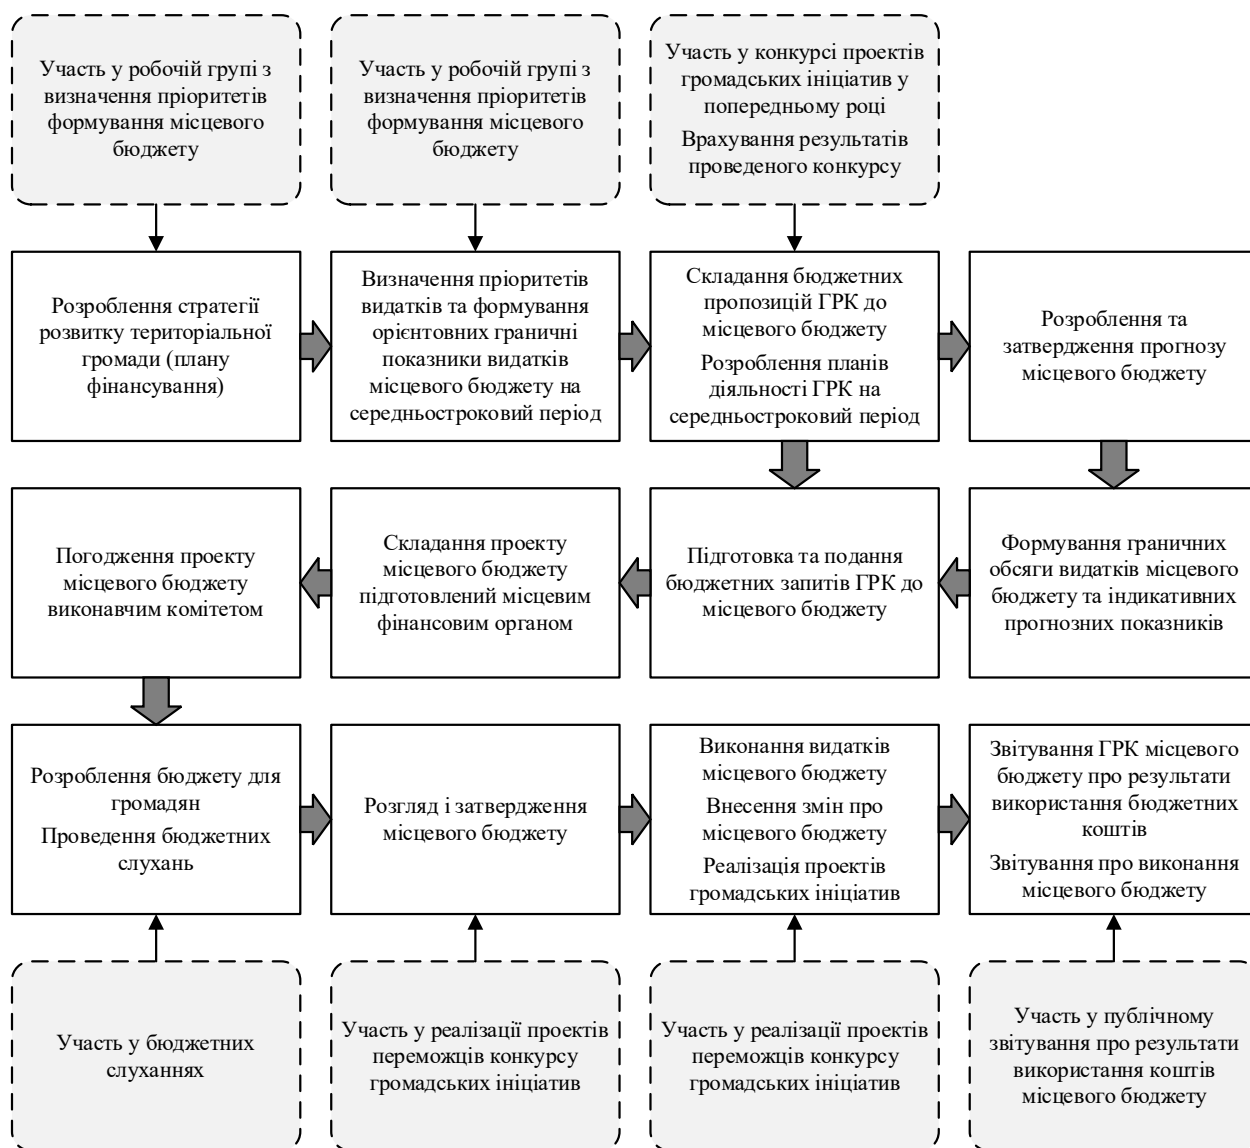 Участь у робочій групі з
визначення пріоритетів
формування місцевого
бюджету
Участь у робочій групі з
визначення пріоритетів
формування місцевого
бюджету
Участь у конкурсі проектів
громадських ініціатив у
попередньому році
Врахування результатів
проведеного конкурсу
Розроблення стратегії
розвитку територіальної
громади (плану
фінансування)
Визначення пріоритетів
видатків та формування
орієнтовних граничні
показники видатків
місцевого бюджету на
середньостроковий період
Складання бюджетних
пропозицій ГРК до
місцевого бюджету
Розроблення планів
діяльності ГРК на
середньостроковий період
Розроблення та
затвердження прогнозу
місцевого бюджету
Погодження проекту
місцевого бюджету
виконавчим комітетом
Складання проекту
місцевого бюджету
підготовлений місцевим
фінансовим органом
Підготовка та подання
бюджетних запитів ГРК до
місцевого бюджету
Формування граничних
обсяги видатків місцевого
бюджету та індикативних
прогнозних показників
Розроблення бюджету для
громадян
Проведення бюджетних
слухань
Розгляд і затвердження
місцевого бюджету
Виконання видатків
місцевого бюджету
Внесення змін про
місцевого бюджету
Реалізація проектів
громадських ініціатив
Звітування ГРК місцевого
бюджету про результати
використання бюджетних
коштів
Звітування про виконання
місцевого бюджету
Участь у бюджетних
слуханнях
Участь у реалізації проектів
переможців конкурсу
громадських ініціатив
Участь у реалізації проектів
переможців конкурсу
громадських ініціатив
Участь у публічному
звітування про результати
використання коштів
місцевого бюджету